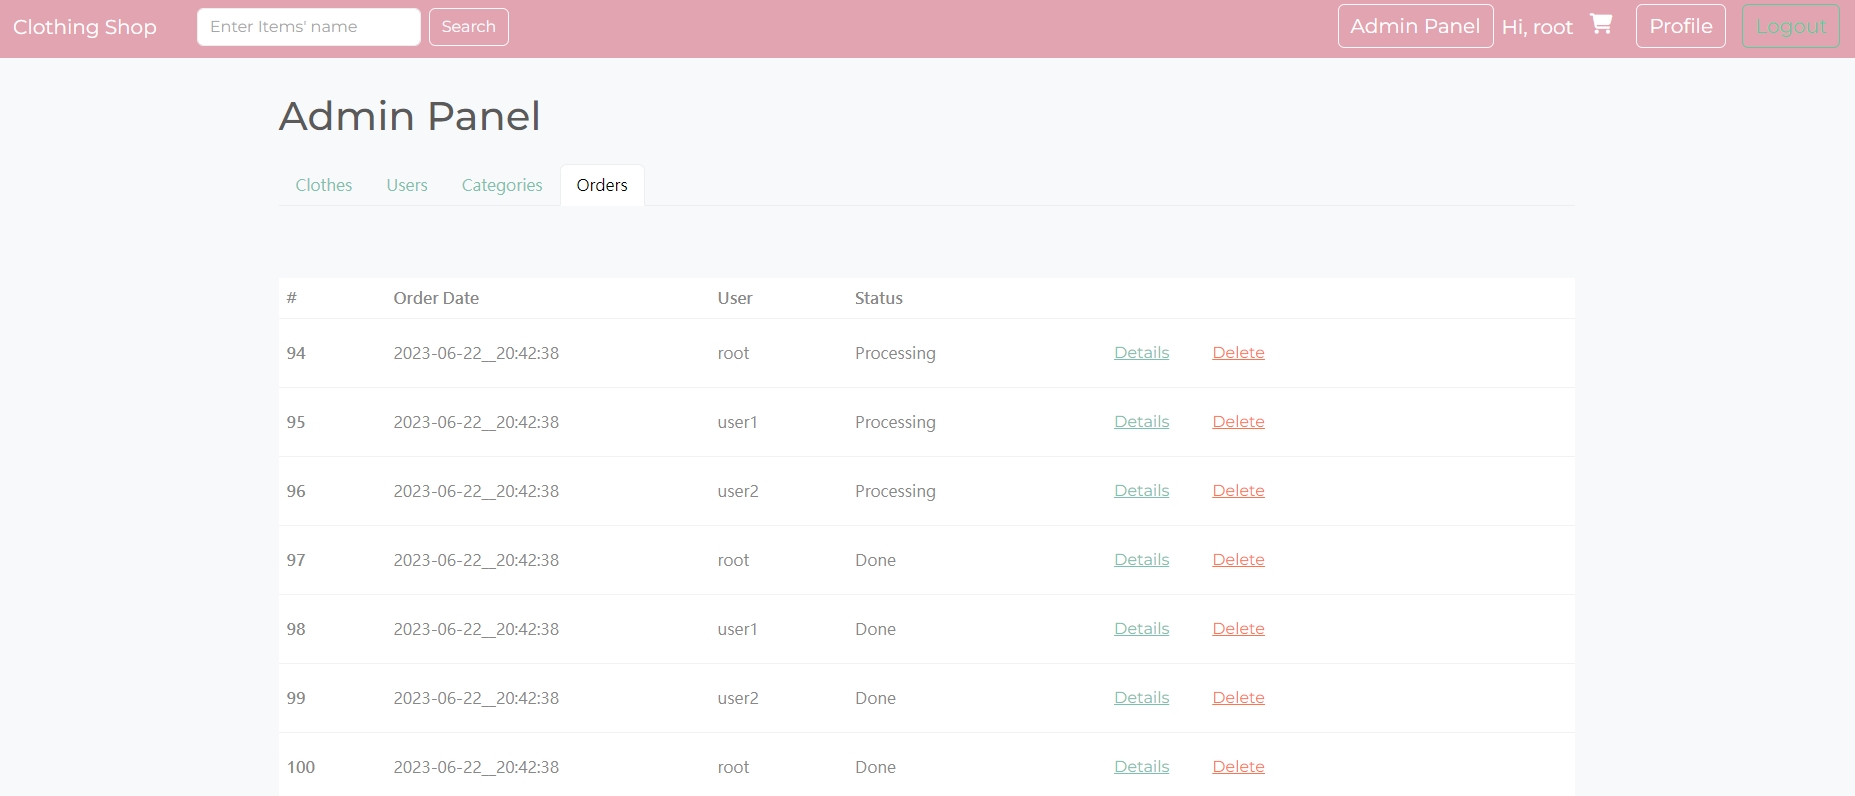 Clothing Shop Enter Items' name Search Admin Panel Hi, root Profile Logout
Admin Panel
Clothes Users Categories Orders
# Order Date User Status
94 2023-06-22__20:42:38 root Processing Details Delete
95 2023-06-22__20:42:38 user1 Processing Details Delete
96 2023-06-22__20:42:38 user2 Processing Details Delete
97 2023-06-22__20:42:38 root Done Details Delete
98 2023-06-22__20:42:38 user1 Done Details Delete
99 2023-06-22__20:42:38 user2 Done Details Delete
100 2023-06-22__20:42:38 root Done Details Delete